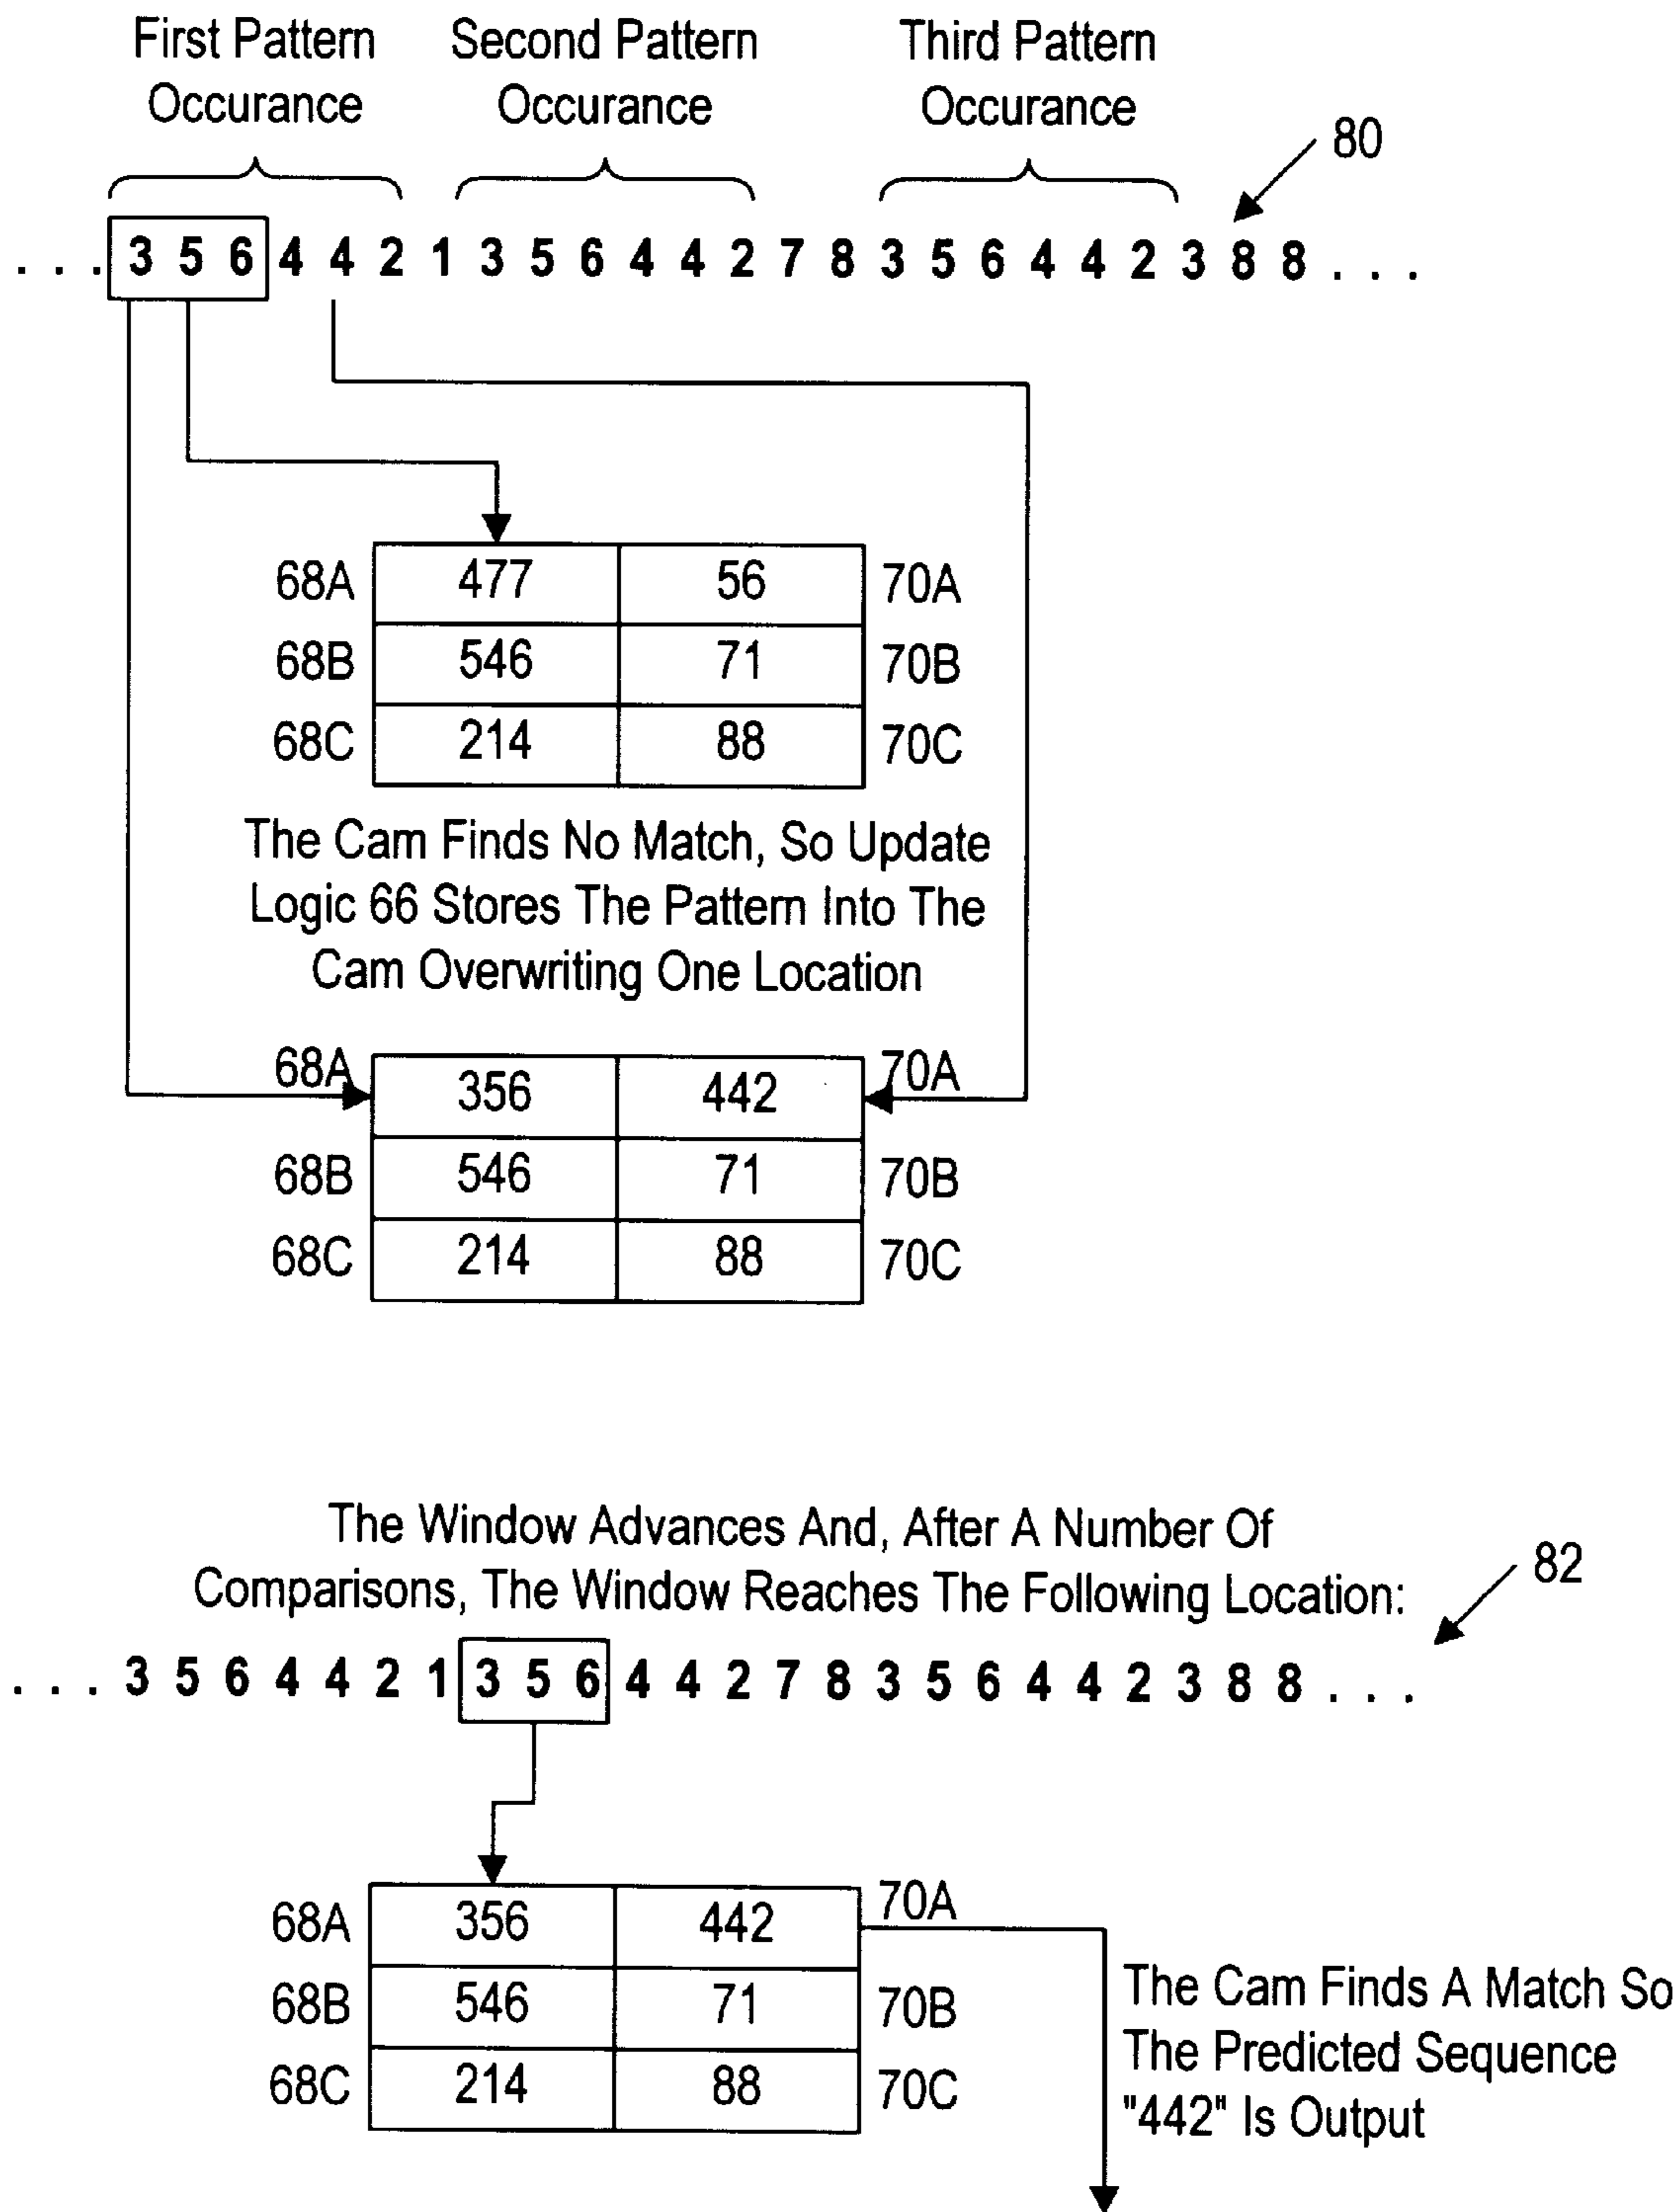 First Pattern Second Pattern Third Pattern
Occurance Occurance Occurance
80
. . . 3 5 6 4 4 2 1 3 5 6 4 4 2 7 8 3 5 6 4 4 2 3 8 8 . . .
68A 477 56 70A
68B 546 71 70B
68C 214 88 70C
The Cam Finds No Match, So Update
Logic 66 Stores The Pattern Into The
Cam Overwriting One Location
68A 356 442 70A
68B 546 71 70B
68C 214 88 70C
The Window Advances And, After A Number Of
Comparisons, The Window Reaches The Following Location:
82
. . . 3 5 6 4 4 2 1 3 5 6 4 4 2 7 8 3 5 6 4 4 2 3 8 8 . . .
68A 356 442 70A
68B 546 71 70B
68C 214 88 70C
The Cam Finds A Match So
The Predicted Sequence
"442" Is Output